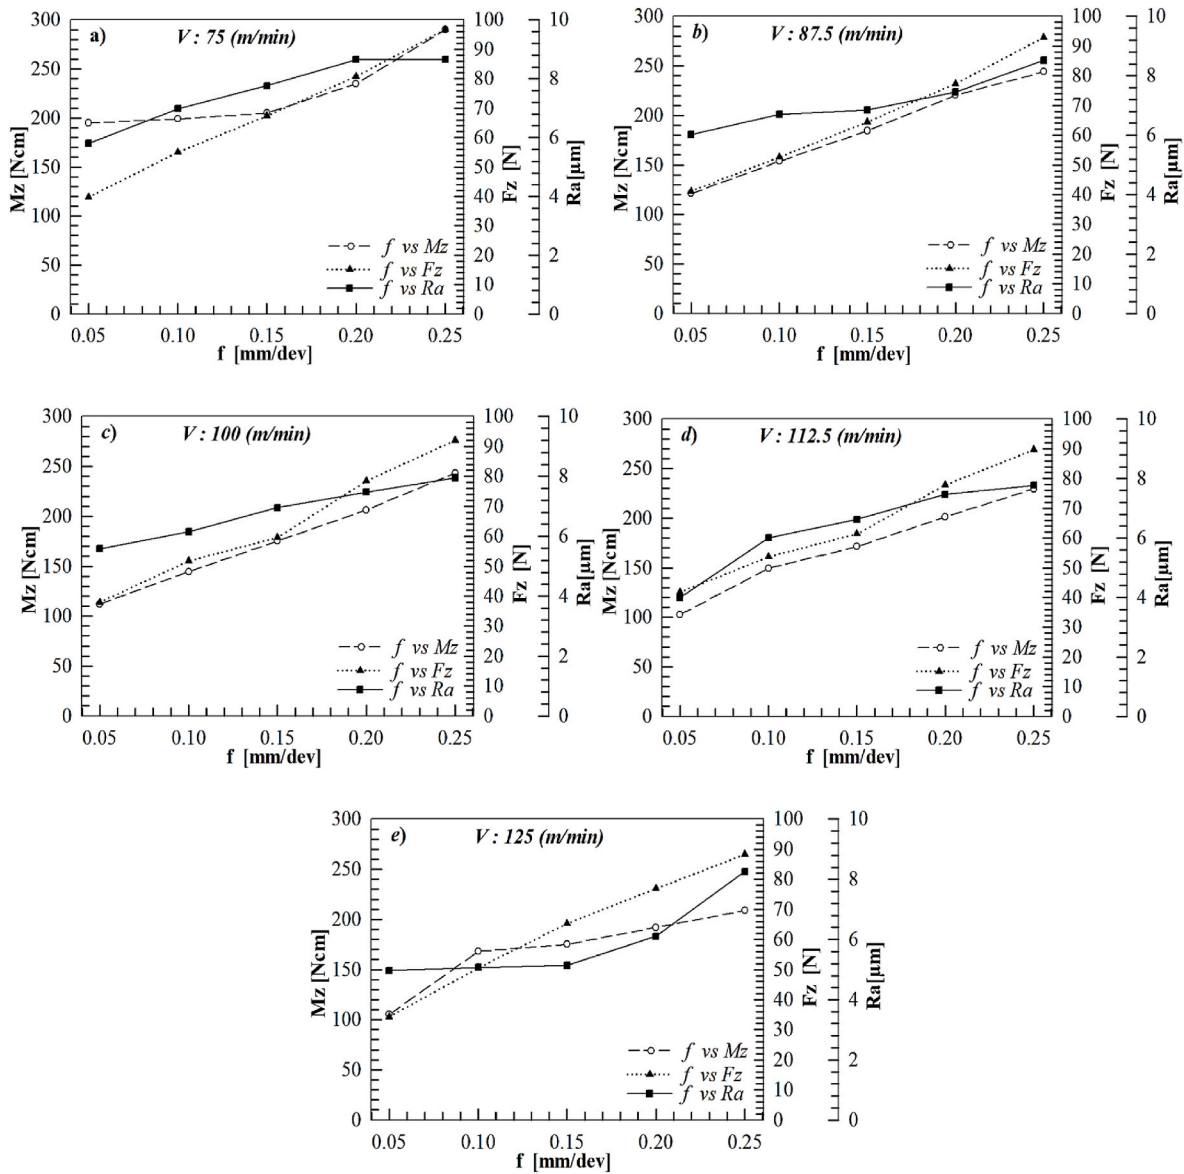 a) V : 75 (m/min)
300
250
200
150
100
50
0
Mz [Ncm]
100
90
80
70
60
50
40
30
20
10
0
Fz [N]
10
8
6
4
2
0
Ra[µm]
f vs Mz
f vs Fz
f vs Ra
0.05 0.10 0.15 0.20 0.25
f [mm/dev]
b) V : 87.5 (m/min)
300
250
200
150
100
50
0
Mz [Ncm]
100
90
80
70
60
50
40
30
20
10
0
Fz [N]
10
8
6
4
2
0
Ra[µm]
f vs Mz
f vs Fz
f vs Ra
0.05 0.10 0.15 0.20 0.25
f [mm/dev]
c) V : 100 (m/min)
300
250
200
150
100
50
0
Mz [Ncm]
100
90
80
70
60
50
40
30
20
10
0
Fz [N]
10
8
6
4
2
0
Ra[µm]
f vs Mz
f vs Fz
f vs Ra
0.05 0.10 0.15 0.20 0.25
f [mm/dev]
d) V : 112.5 (m/min)
300
250
200
150
100
50
0
Mz [Ncm]
100
90
80
70
60
50
40
30
20
10
0
Fz [N]
10
8
6
4
2
0
Ra[µm]
f vs Mz
f vs Fz
f vs Ra
0.05 0.10 0.15 0.20 0.25
f [mm/dev]
e) V : 125 (m/min)
300
250
200
150
100
50
0
Mz [Ncm]
100
90
80
70
60
50
40
30
20
10
0
Fz [N]
10
8
6
4
2
0
Ra[µm]
f vs Mz
f vs Fz
f vs Ra
0.05 0.10 0.15 0.20 0.25
f [mm/dev]